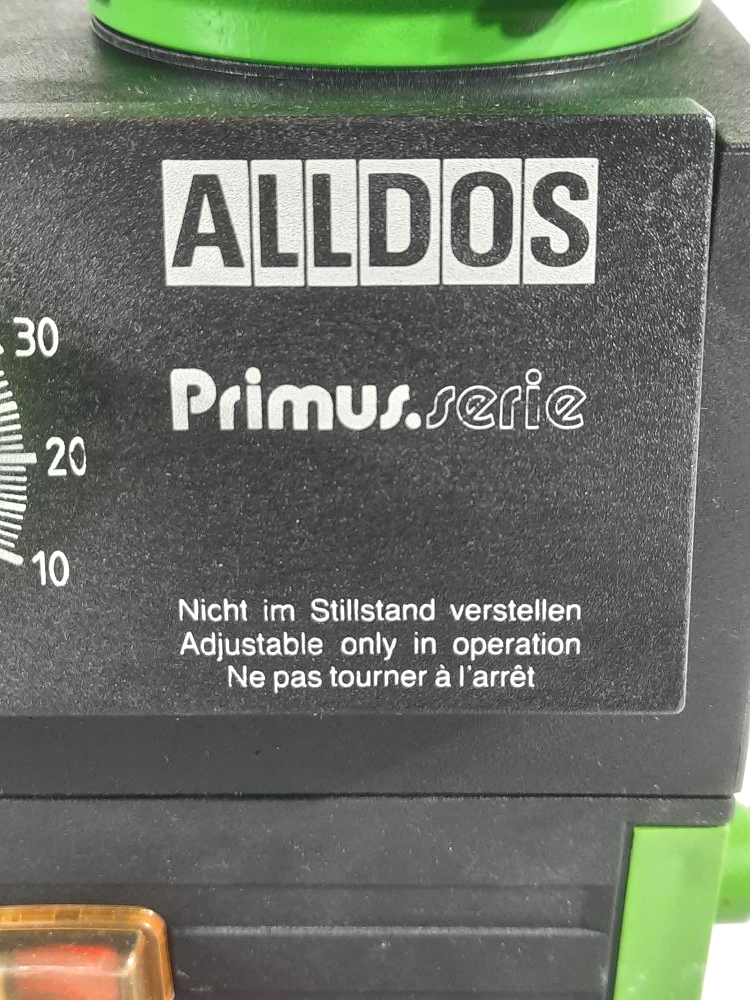 ALLDOS
30
Primus.serie
20
10
Nicht im Stillstand verstellen
Adjustable only in operation
Ne pas tourner à l'arrêt